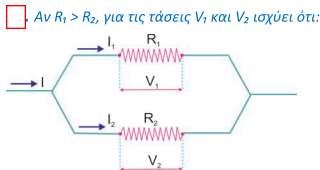 . Αν R₁ > R₂, για τις τάσεις V₁ και V₂ ισχύει ότι:
I₁
R₁
V₁
I
I₂
R₂
V₂